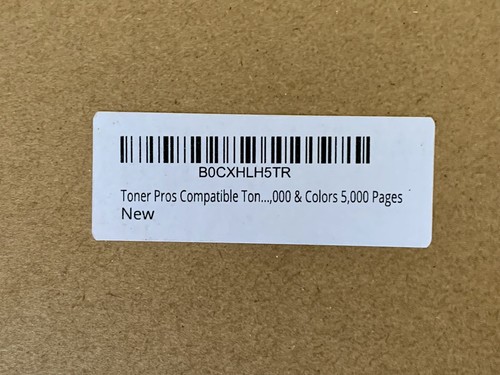 B0CXHLH5TR
Toner Pros Compatible Ton...,000 & Colors 5,000 Pages
New